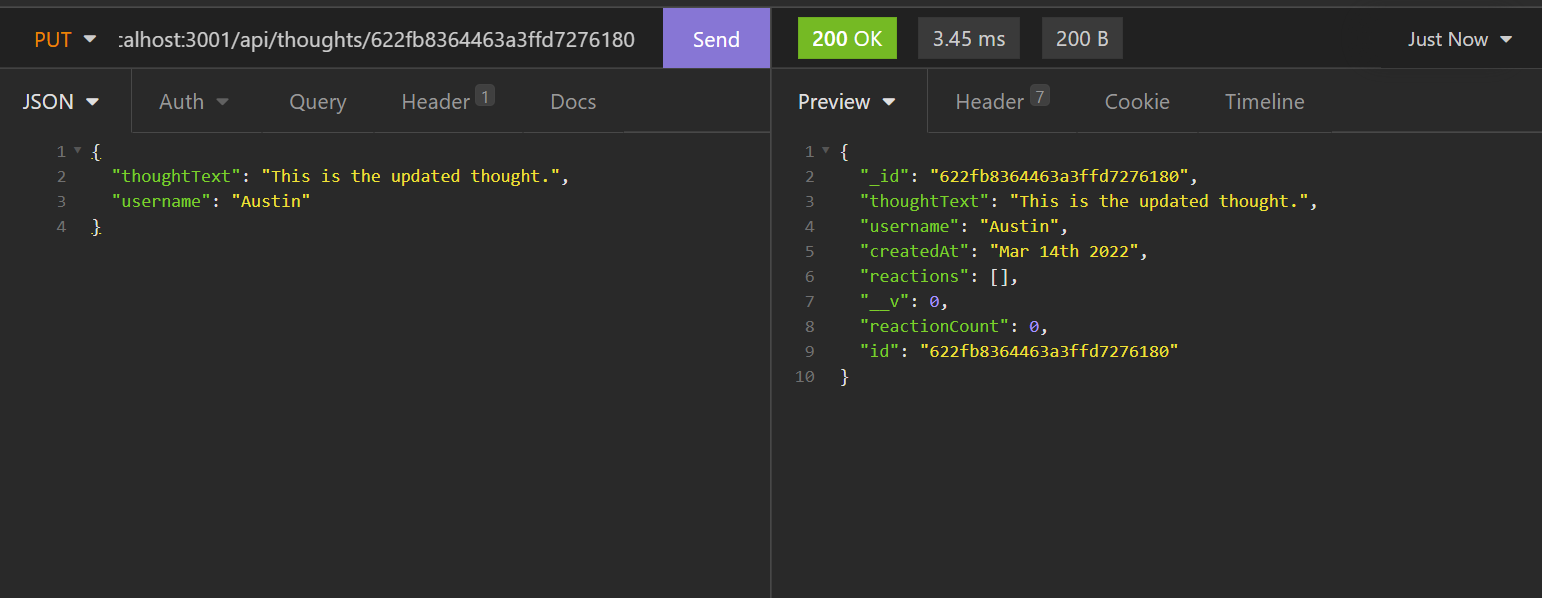 PUT :alhost:3001/api/thoughts/622fb8364463a3ffd7276180 Send 200 OK 3.45 ms 200 B Just Now
JSON Auth Query Header 1 Docs Preview Header 7 Cookie Timeline
1 {
2 "thoughtText": "This is the updated thought.",
3 "username": "Austin"
4 }
1 {
2 "_id": "622fb8364463a3ffd7276180",
3 "thoughtText": "This is the updated thought.",
4 "username": "Austin",
5 "createdAt": "Mar 14th 2022",
6 "reactions": [],
7 "__v": 0,
8 "reactionCount": 0,
9 "id": "622fb8364463a3ffd7276180"
10 }